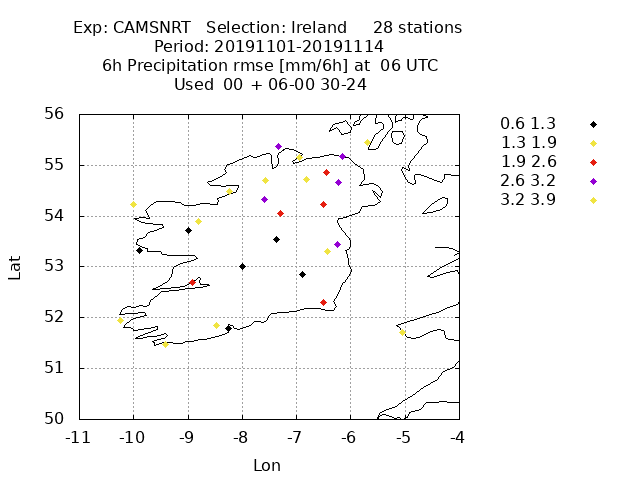 Exp: CAMSNRT Selection: Ireland 28 stations
Period: 20191101-20191114
6h Precipitation rmse [mm/6h] at 06 UTC
Used 00 + 06-00 30-24
0.6 1.3
1.3 1.9
1.9 2.6
2.6 3.2
3.2 3.9
Lat
56
55
54
53
52
51
50
-11 -10 -9 -8 -7 -6 -5 -4
Lon